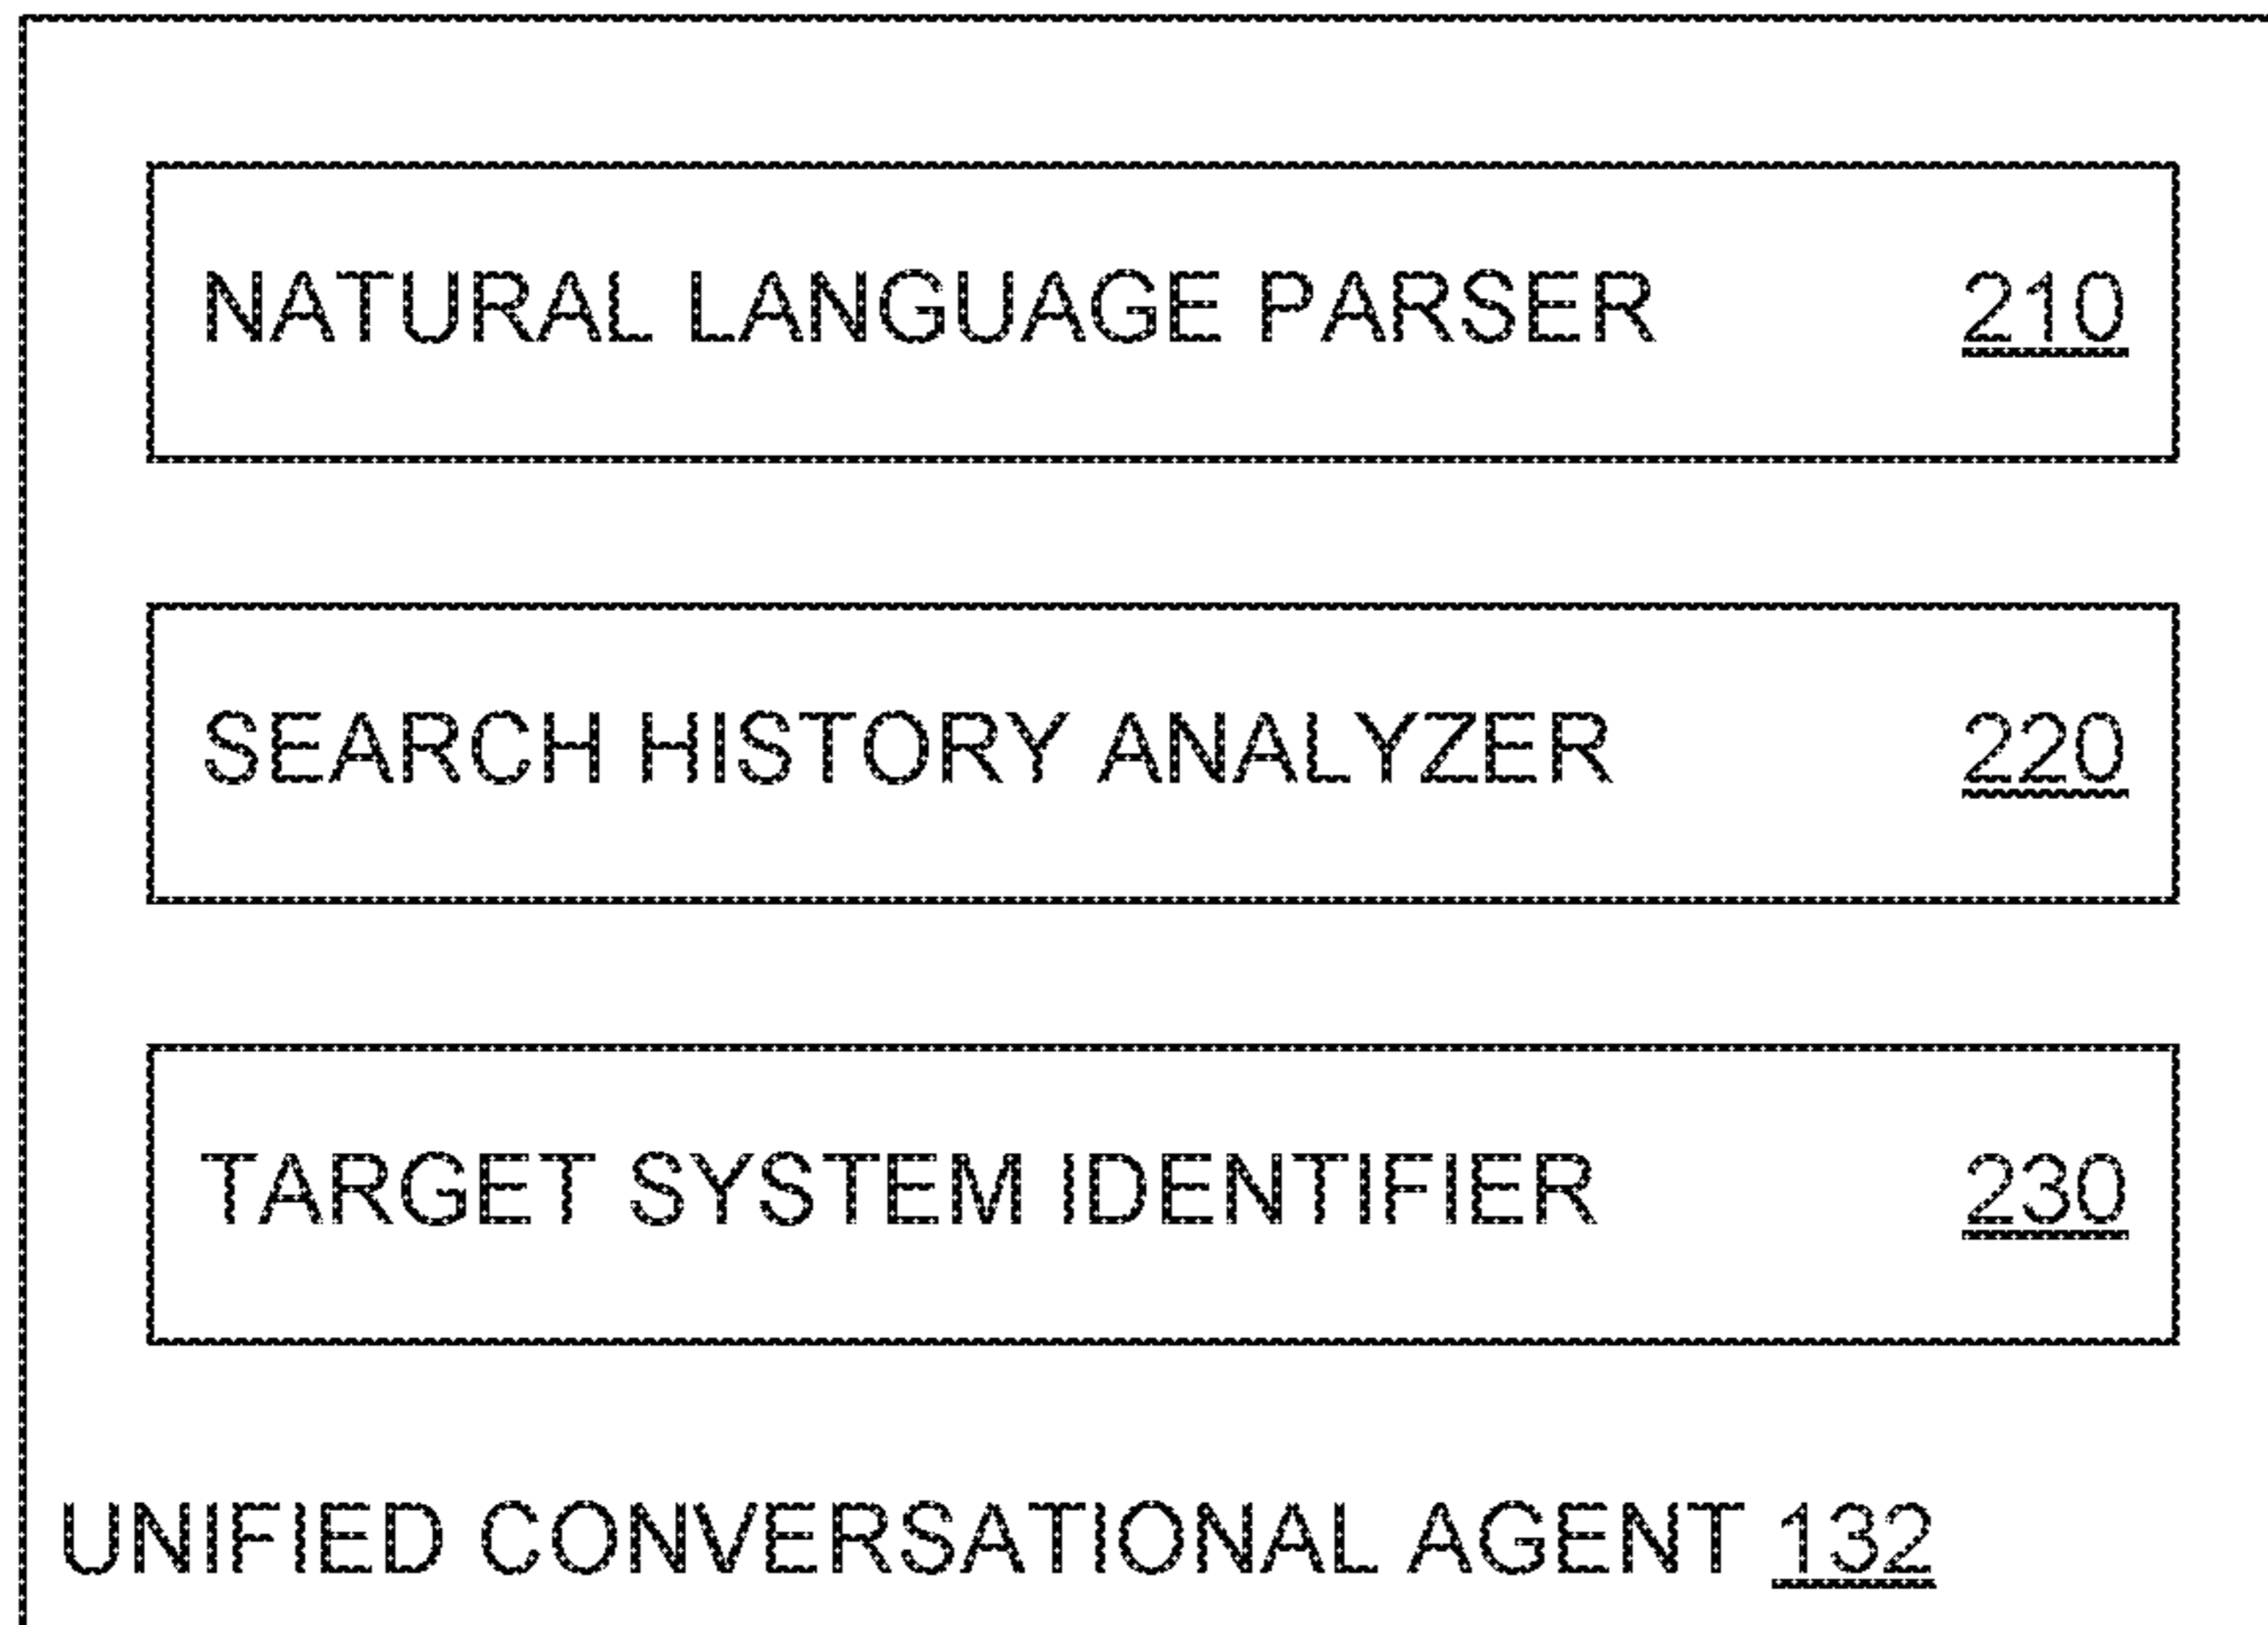 NATURAL LANGUAGE PARSER 210
SEARCH HISTORY ANALYZER 220
TARGET SYSTEM IDENTIFIER 230
UNIFIED CONVERSATIONAL AGENT 132